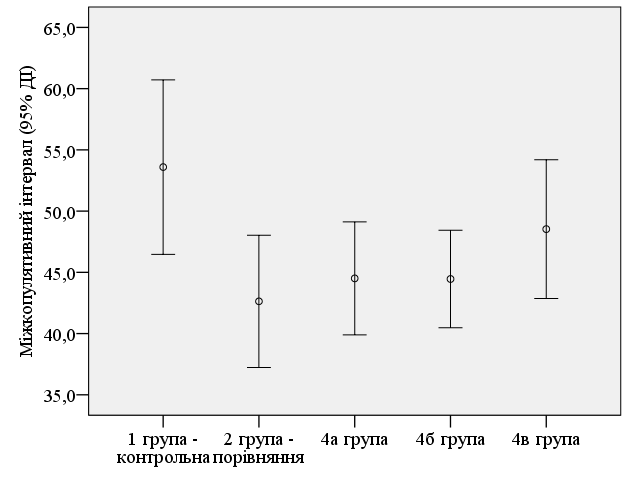 Міжкопулятивний інтервал (95% ДІ)
65,0
60,0
55,0
50,0
45,0
40,0
35,0
1 група -
контрольна
2 група -
порівняння
4а група
4б група
4в група